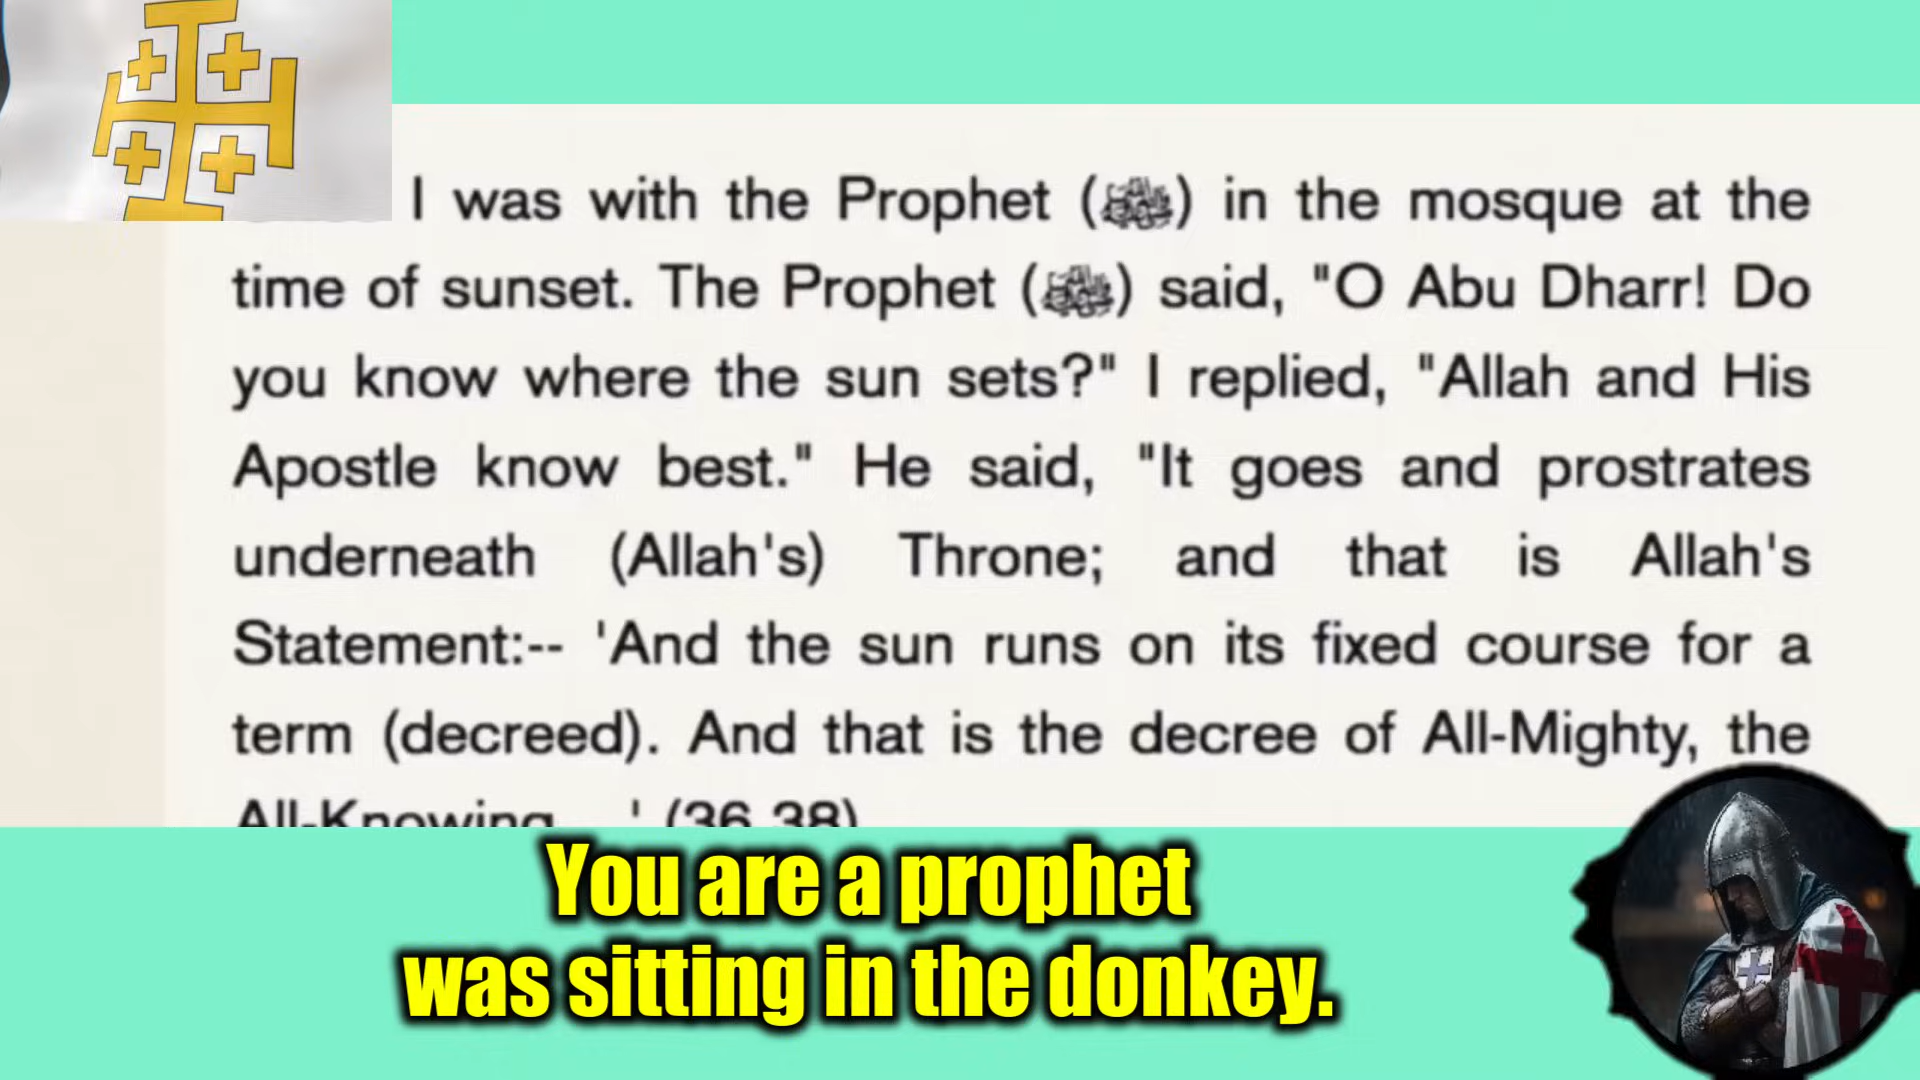 I was with the Prophet (ﷺ) in the mosque at the
time of sunset. The Prophet (ﷺ) said, "O Abu Dharr! Do
you know where the sun sets?" I replied, "Allah and His
Apostle know best." He said, "It goes and prostrates
underneath (Allah's) Throne; and that is Allah's
Statement:-- 'And the sun runs on its fixed course for a
term (decreed). And that is the decree of All-Mighty, the
All-Knowing....' (36.38)
You are a prophet
was sitting in the donkey.